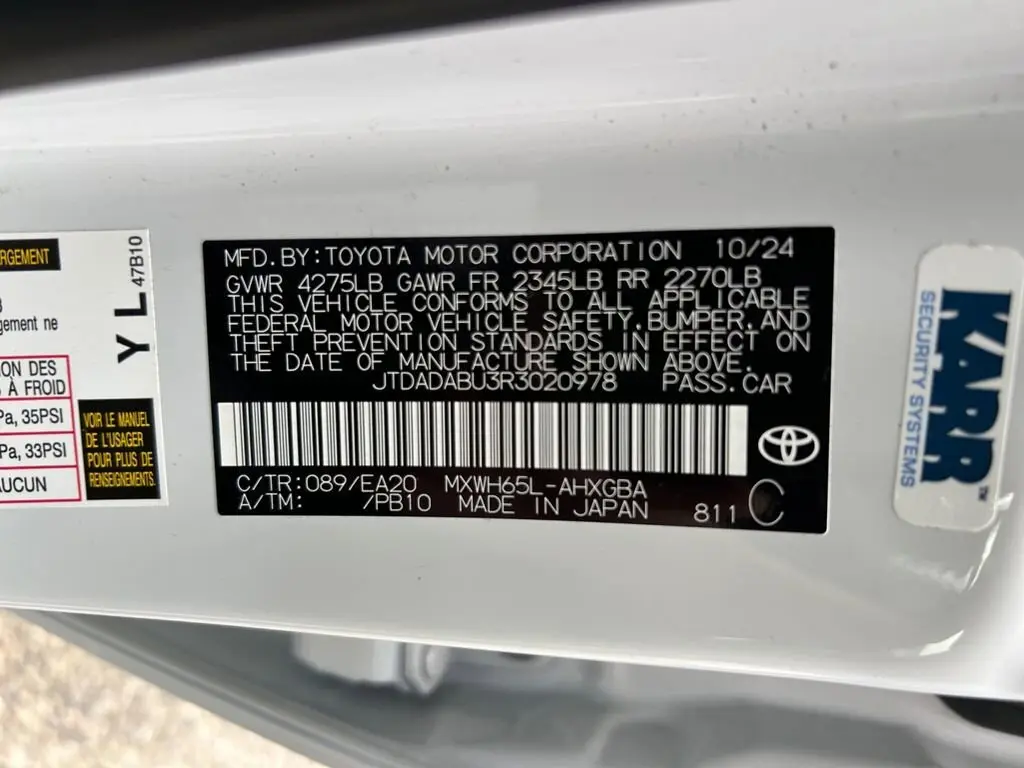 MFD. BY: TOYOTA MOTOR CORPORATION 10/24
GVWR 4275LB GAWR FR 2345LB RR 2270LB
THIS VEHICLE CONFORMS TO ALL APPLICABLE
FEDERAL MOTOR VEHICLE SAFETY, BUMPER, AND
THEFT PREVENTION STANDARDS IN EFFECT ON
THE DATE OF MANUFACTURE SHOWN ABOVE.
JTDADABU3R3020978 PASS. CAR
C/TR: 089/EA20 MXWH65L-AHXGBA
A/TM: /PB10 MADE IN JAPAN 811 C
RGEMENT
gement ne
ON DES
À FROID
Pa, 35PSI
Pa, 33PSI
AUCUN
YL 47B10
VOIR LE MANUEL
DE L'USAGER
POUR PLUS DE
RENSEIGNEMENTS.
KARR™
SECURITY SYSTEMS